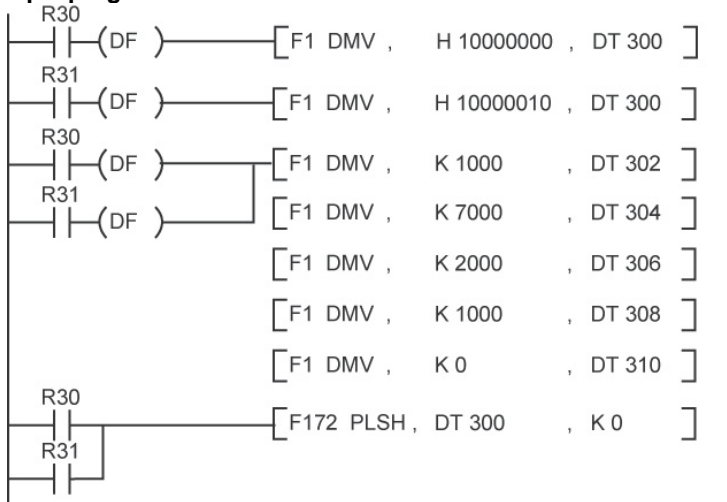 R30
(DF ) [F1 DMV , H 10000000 , DT 300 ]
R31
(DF ) [F1 DMV , H 10000010 , DT 300 ]
R30
(DF ) [F1 DMV , K 1000 , DT 302 ]
R31
(DF ) [F1 DMV , K 7000 , DT 304 ]
[F1 DMV , K 2000 , DT 306 ]
[F1 DMV , K 1000 , DT 308 ]
[F1 DMV , K 0 , DT 310 ]
R30
[F172 PLSH , DT 300 , K 0 ]
R31